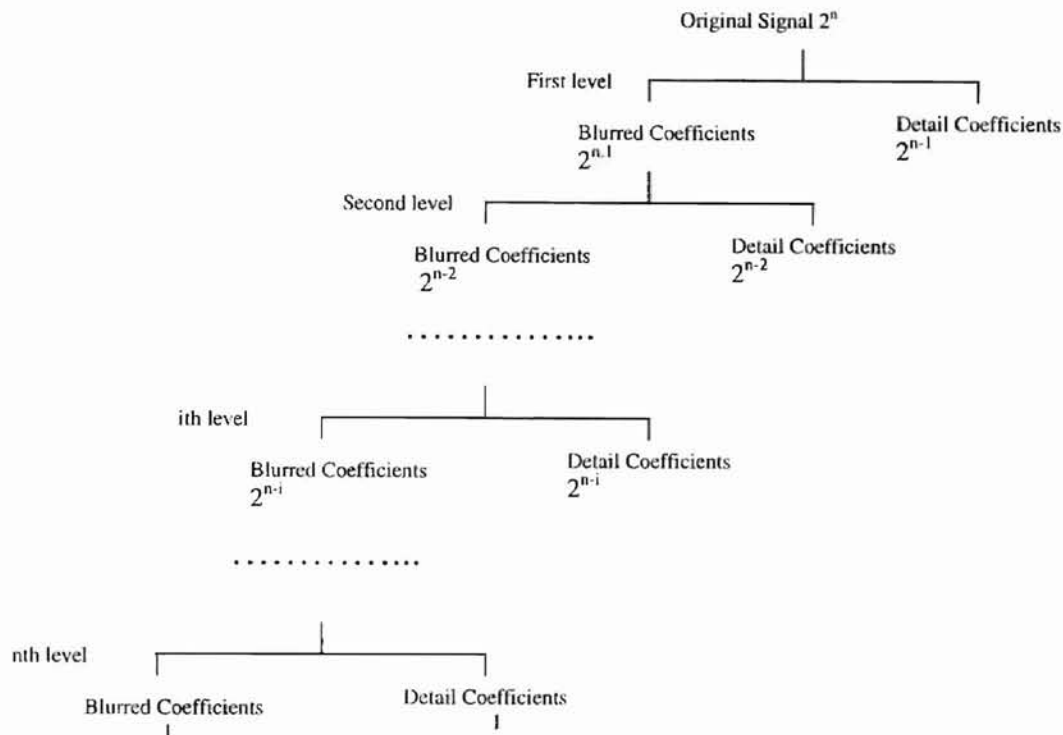 Original Signal 2ⁿ
First level
Blurred Coefficients
2ⁿ⁻¹
Detail Coefficients
2ⁿ⁻¹
Second level
Blurred Coefficients
2ⁿ⁻²
Detail Coefficients
2ⁿ⁻²
...............
ith level
Blurred Coefficients
2ⁿ⁻ⁱ
Detail Coefficients
2ⁿ⁻ⁱ
..............
nth level
Blurred Coefficients
1
Detail Coefficients
1